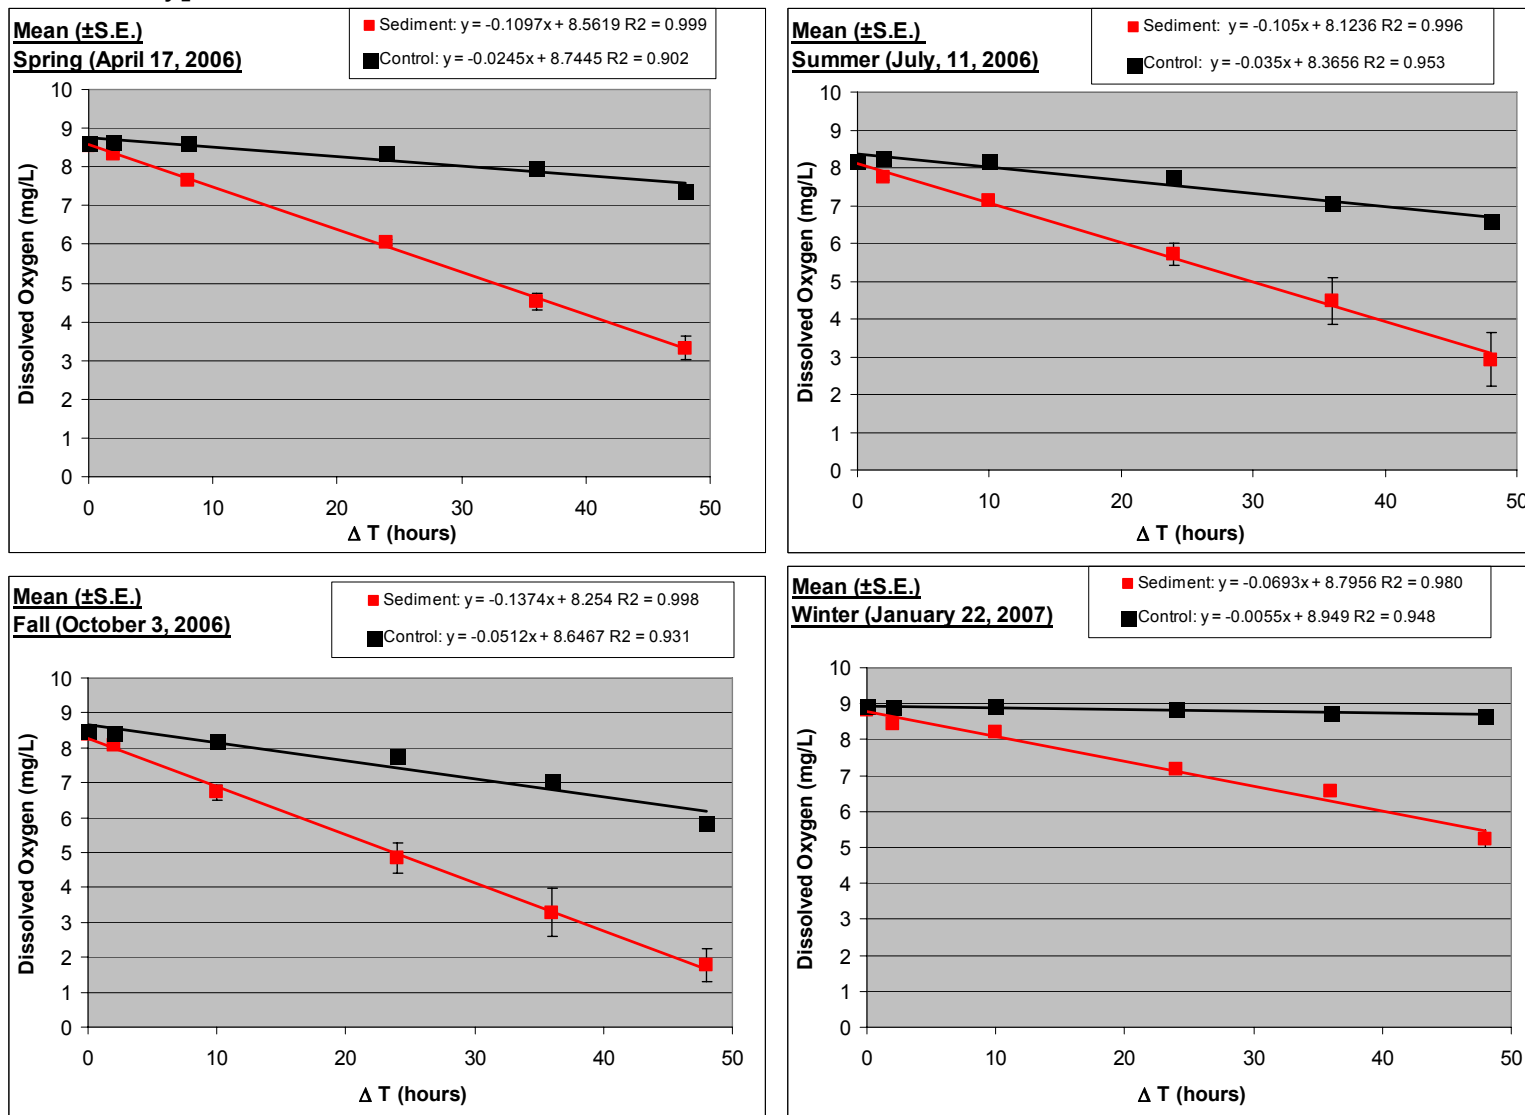 Mean (±S.E.)
Spring (April 17, 2006)
Sediment: y = -0.1097x + 8.5619 R2 = 0.999
Control: y = -0.0245x + 8.7445 R2 = 0.902
Dissolved Oxygen (mg/L)
10
9
8
7
6
5
4
3
2
1
0
0 10 20 30 40 50
Δ T (hours)
Mean (±S.E.)
Summer (July, 11, 2006)
Sediment: y = -0.105x + 8.1236 R2 = 0.996
Control: y = -0.035x + 8.3656 R2 = 0.953
Dissolved Oxygen (mg/L)
10
9
8
7
6
5
4
3
2
1
0
0 10 20 30 40 50
Δ T (hours)
Mean (±S.E.)
Fall (October 3, 2006)
Sediment: y = -0.1374x + 8.254 R2 = 0.998
Control: y = -0.0512x + 8.6467 R2 = 0.931
Dissolved Oxygen (mg/L)
10
9
8
7
6
5
4
3
2
1
0
0 10 20 30 40 50
Δ T (hours)
Mean (±S.E.)
Winter (January 22, 2007)
Sediment: y = -0.0693x + 8.7956 R2 = 0.980
Control: y = -0.0055x + 8.949 R2 = 0.948
Dissolved Oxygen (mg/L)
10
9
8
7
6
5
4
3
2
1
0
0 10 20 30 40 50
Δ T (hours)